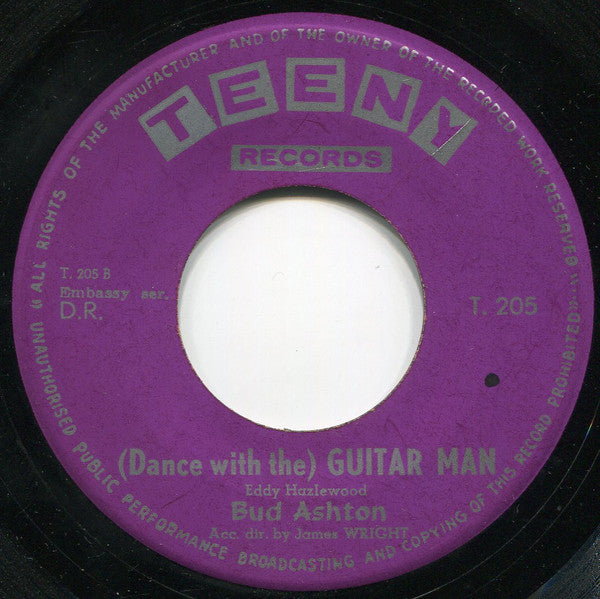 " ALL RIGHTS OF THE MANUFACTURER AND OF THE OWNER OF THE RECORDED WORK RESERVED
UNAUTHORISED PUBLIC PERFORMANCE BROADCASTING AND COPYING OF THIS RECORD PROHIBITED "
TEENY
RECORDS
T. 205 B
Embassy ser.
D.R.
T. 205
(Dance with the) GUITAR MAN
Eddy Hazlewood
Bud Ashton
Acc. dir. by James WRIGHT